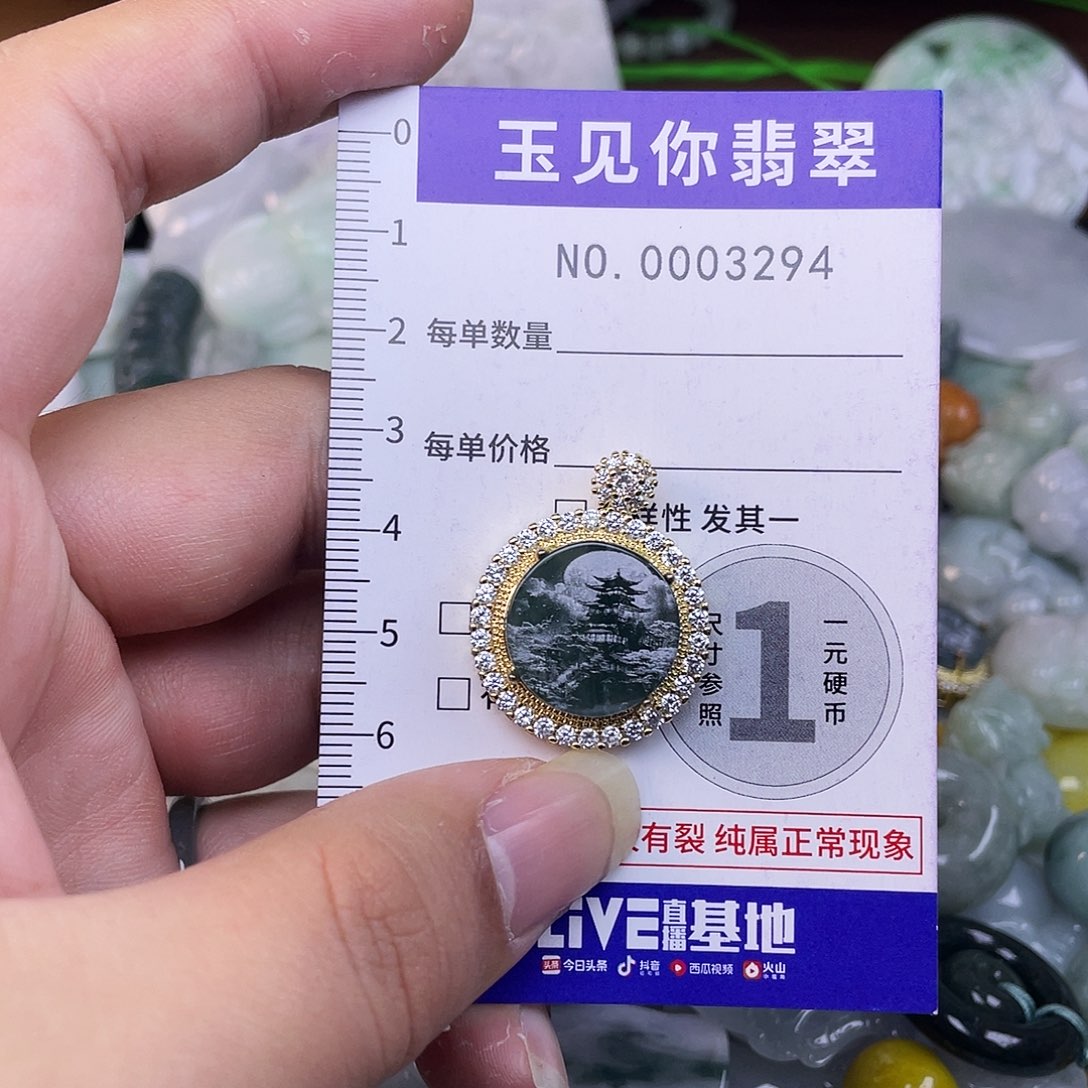 玉见你翡翠
NO. 0003294
0
1
2
3
4
5
6
每单数量
每单价格
性 发其一
1
寸
参
照
一
元
硬
币
有裂 纯属正常现象
LIVE直播基地
头条 今日头条 抖音 西瓜视频 火山